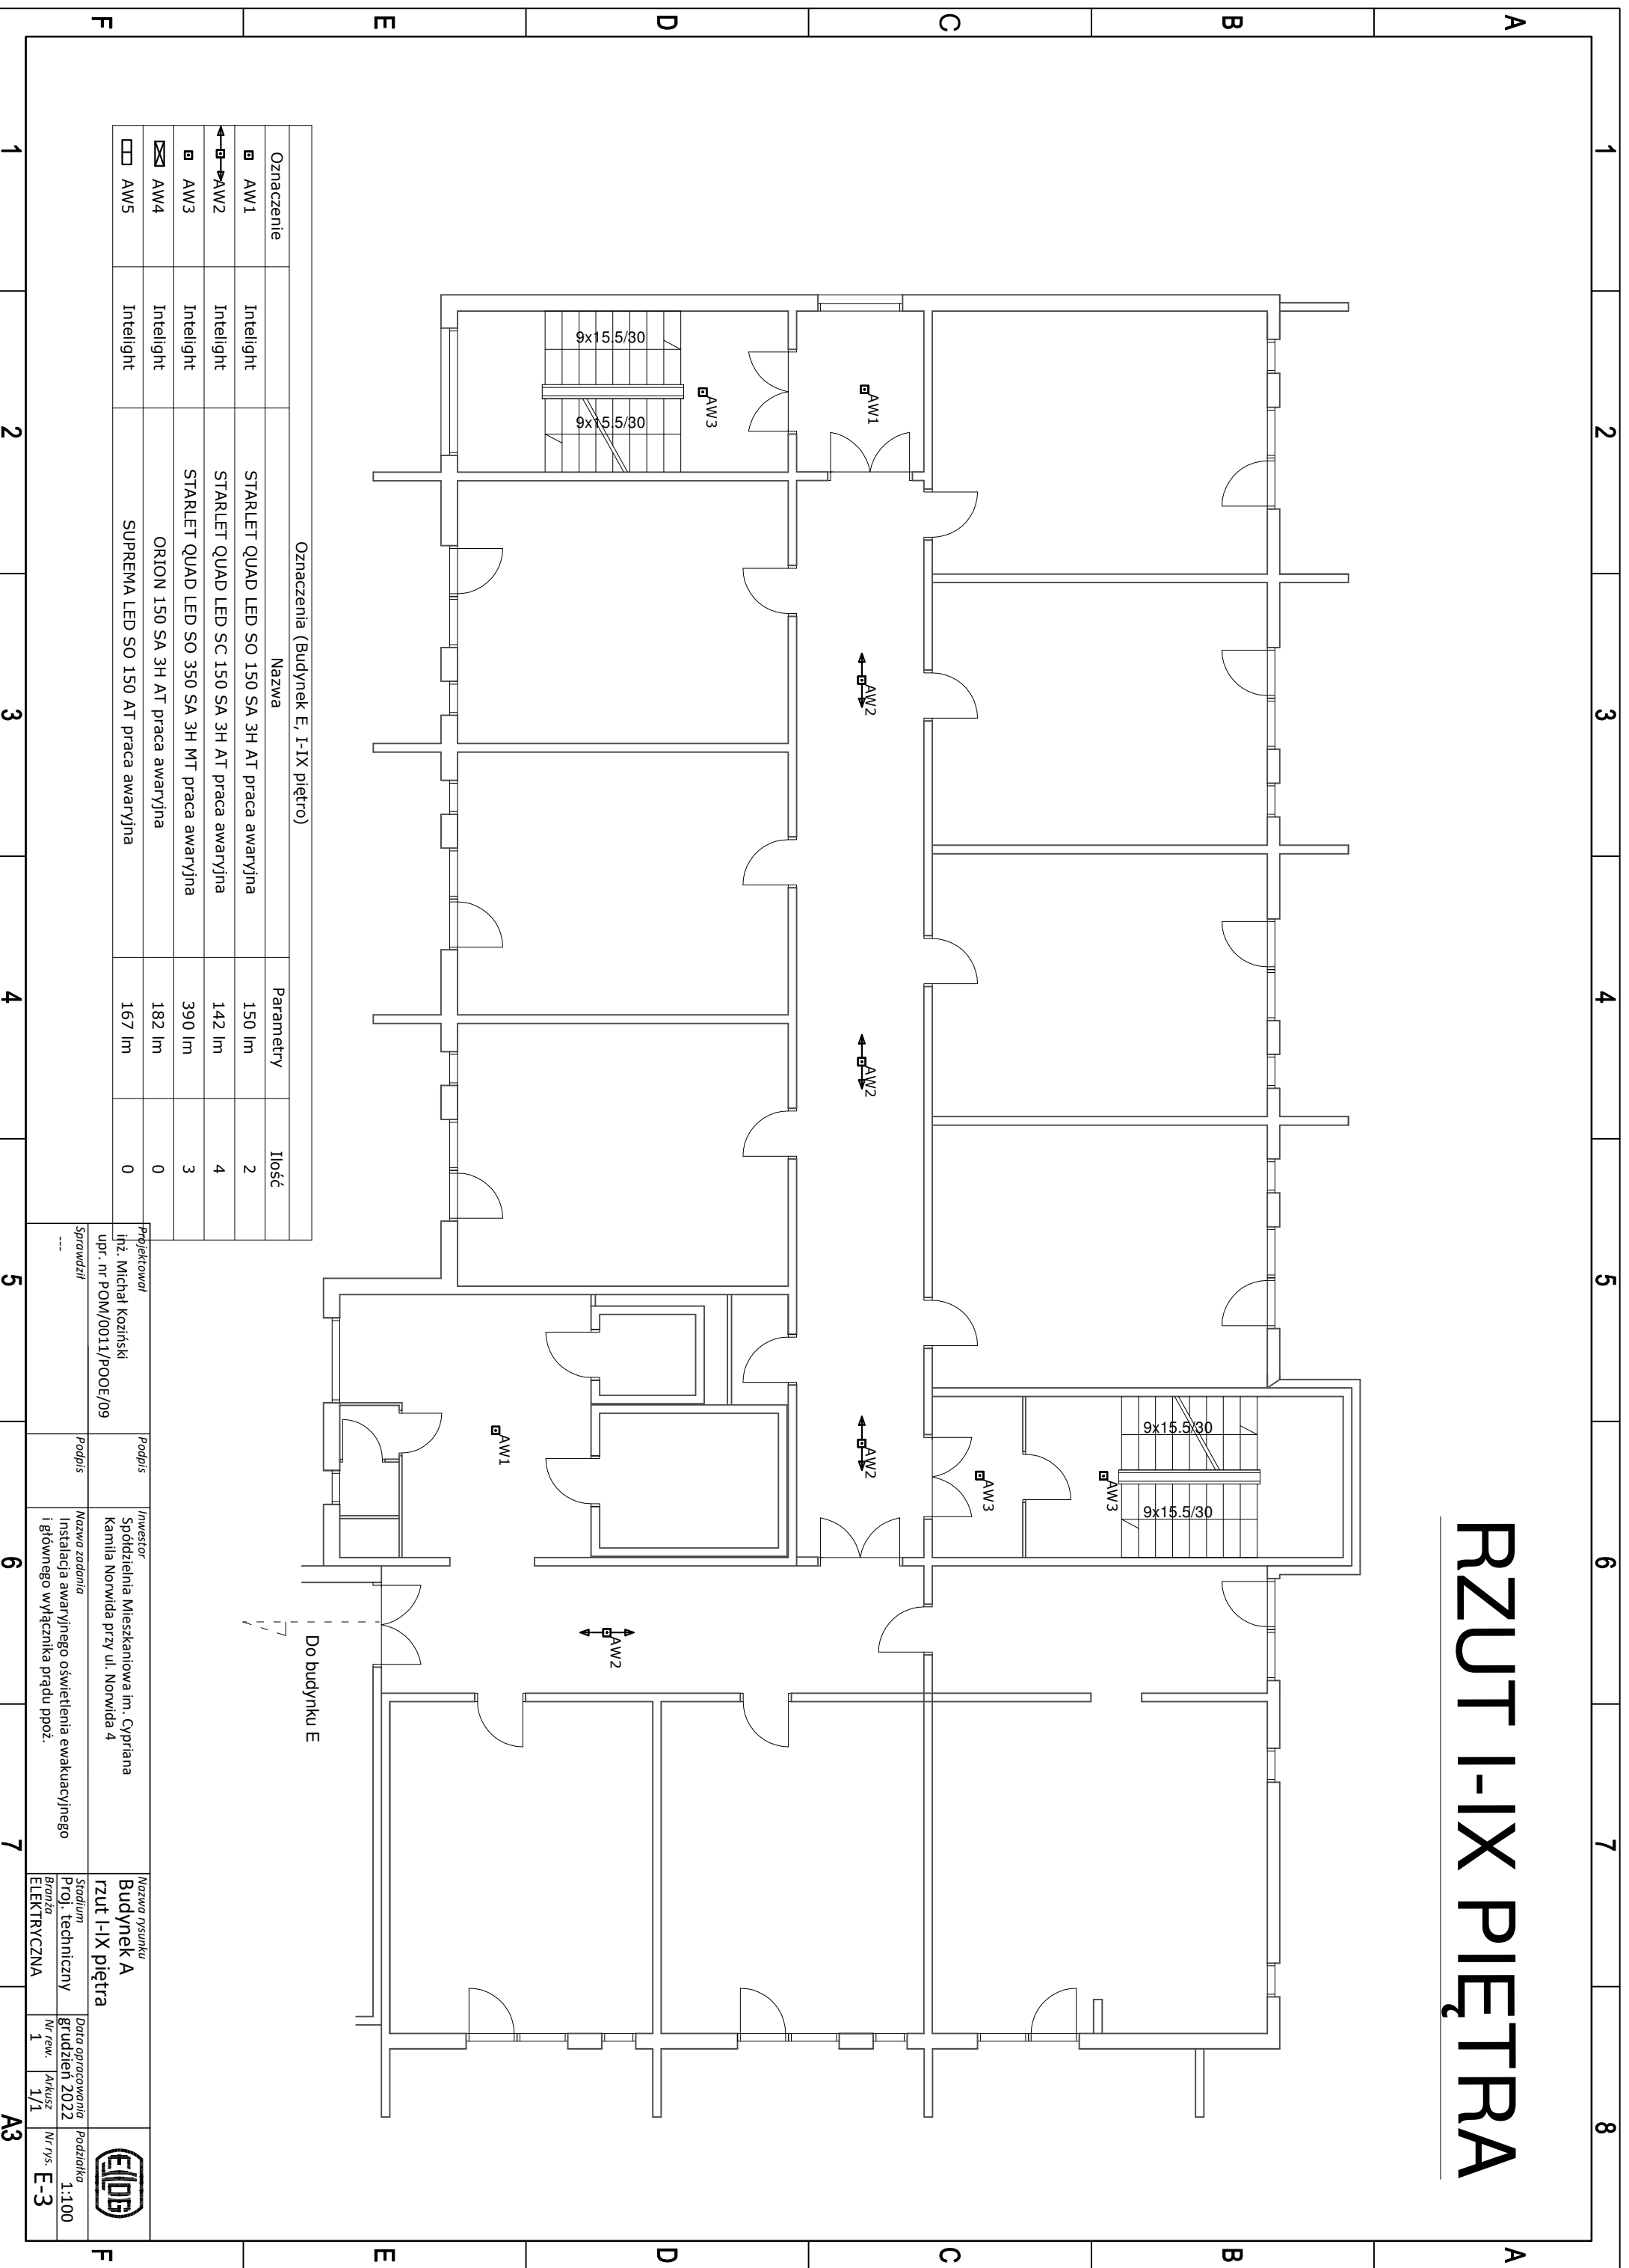 RZUT I-IX PIĘTRA
1
2
3
4
5
6
7
8
A
B
C
D
E
F
A
B
C
D
E
F
1
2
3
4
5
6
7
A3
9x15.5/30
9x15.5/30
AW3
AW1
AW2
AW2
AW2
AW3
AW3
9x15.5/30
9x15.5/30
AW1
AW2
Do budynku E
Oznaczenia (Budynek E, I-IX piętro)
Oznaczenie Nazwa Parametry Ilość
AW1 Intelight STARLET QUAD LED SO 150 SA 3H AT praca awaryjna 150 lm 2
AW2 Intelight STARLET QUAD LED SC 150 SA 3H AT praca awaryjna 142 lm 4
AW3 Intelight STARLET QUAD LED SO 350 SA 3H MT praca awaryjna 390 lm 3
AW4 Intelight ORION 150 SA 3H AT praca awaryjna 182 lm 0
AW5 Intelight SUPREMA LED SO 150 AT praca awaryjna 167 lm 0
Projektował
inż. Michał Koziński
upr. nr POM/0011/POOE/09
Sprawdził
---
Podpis
Podpis
Inwestor
Spółdzielnia Mieszkaniowa im. Cypriana
Kamila Norwida przy ul. Norwida 4
Nazwa zadania
Instalacja awaryjnego oświetlenia ewakuacyjnego
i głównego wyłącznika prądu ppoż.
Nazwa rysunku
Budynek A
rzut I-IX piętra
Stadium
Proj. techniczny
Branża
ELEKTRYCZNA
Data opracowania
grudzień 2022
Nr rew.
1
Arkusz
1/1
Podziałka
1:100
Nr rys. E-3